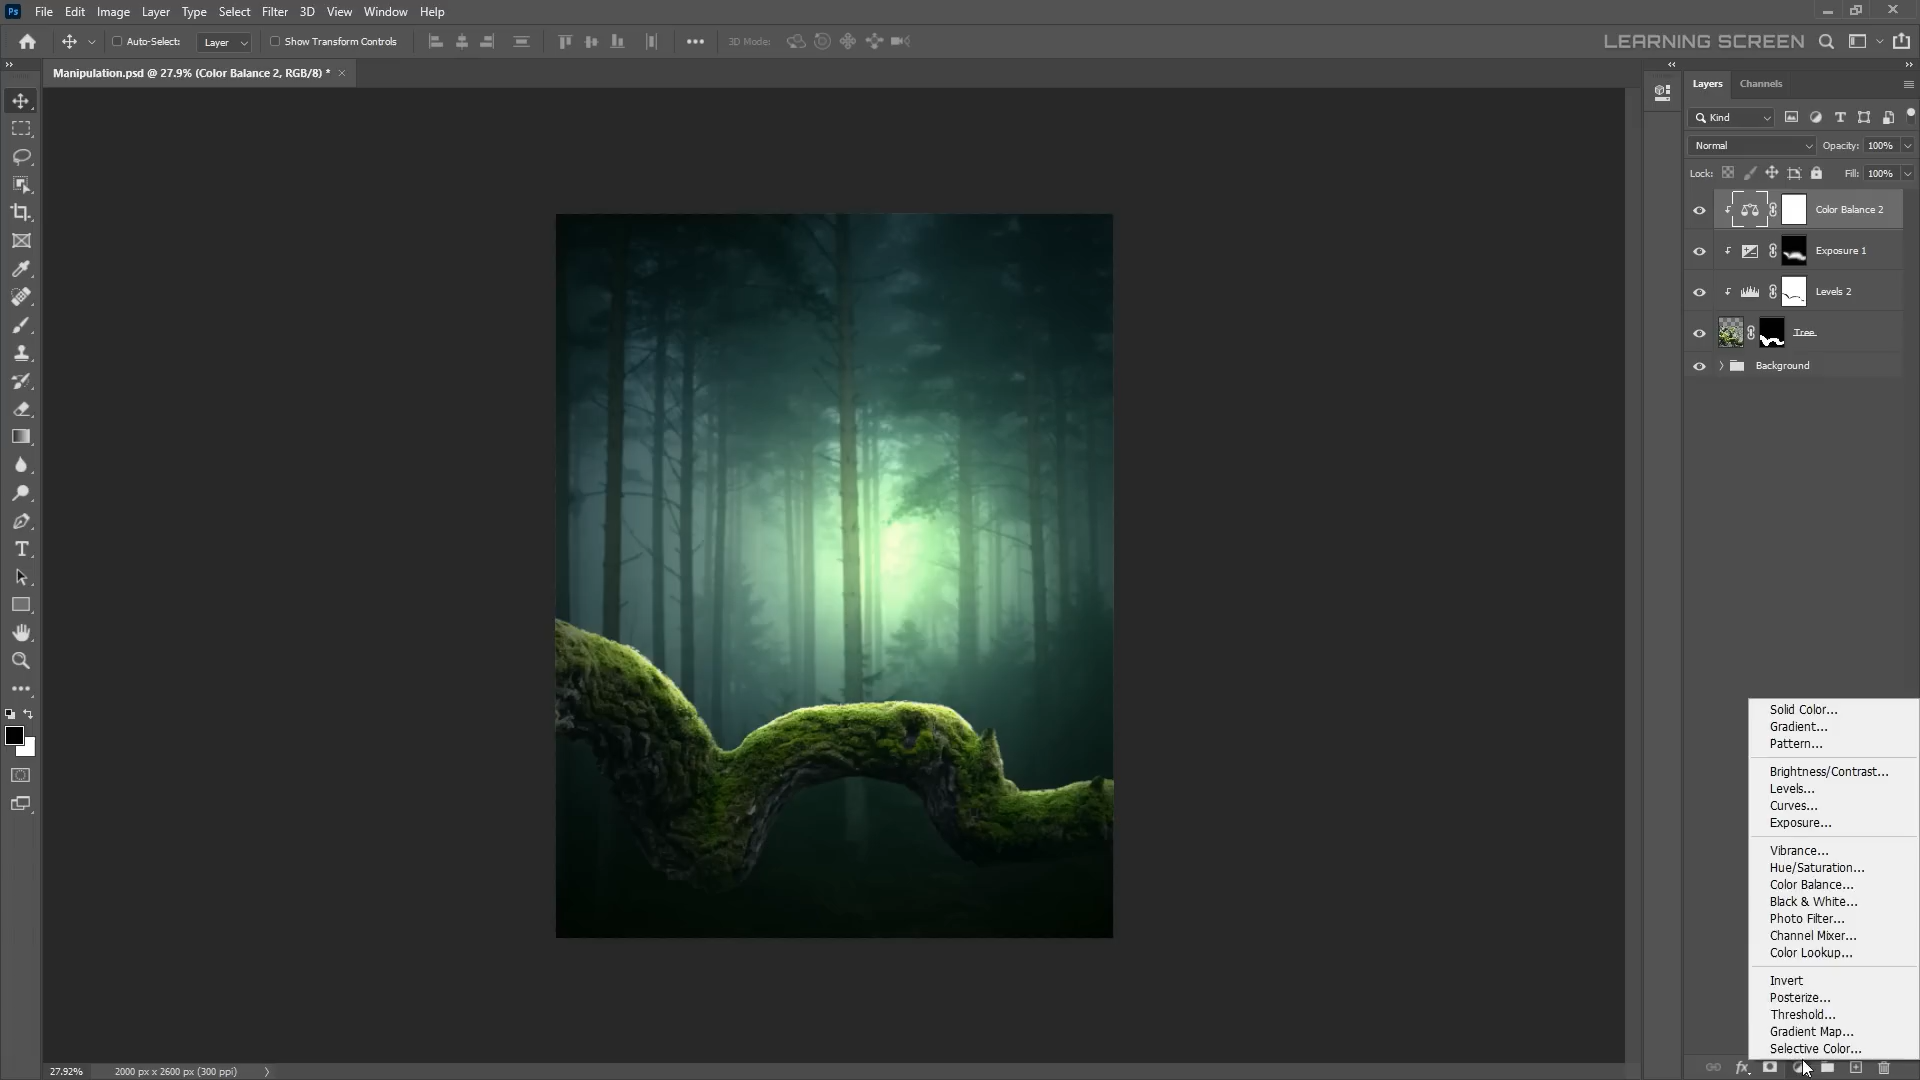 Ps File Edit Image Layer Type Select Filter 3D View Window Help
Auto-Select: Layer Show Transform Controls 3D Mode: LEARNING SCREEN
Manipulation.psd @ 27.9% (Color Balance 2, RGB/8) *
Layers Channels
Kind
Normal Opacity: 100%
Lock: Fill: 100%
Color Balance 2
Exposure 1
Levels 2
Tree
Background
Solid Color...
Gradient...
Pattern...
Brightness/Contrast...
Levels...
Curves...
Exposure...
Vibrance...
Hue/Saturation...
Color Balance...
Black & White...
Photo Filter...
Channel Mixer...
Color Lookup...
Invert
Posterize...
Threshold...
Gradient Map...
Selective Color...
fx
27.92% 2000 px x 2600 px (300 ppi)